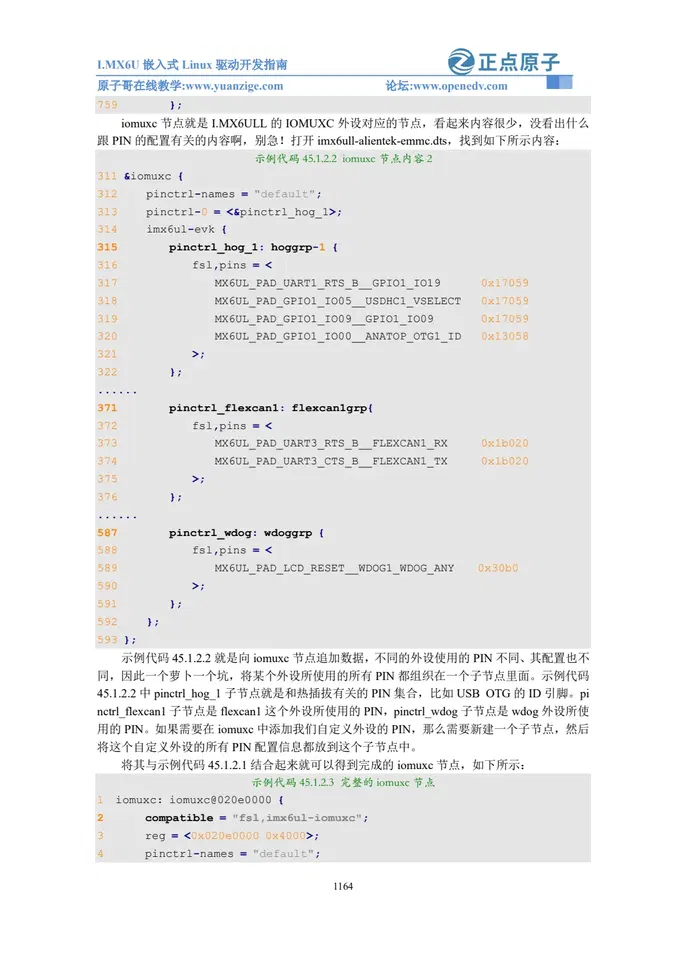 I.MX6U 嵌入式 Linux 驱动开发指南
正点原子
原子哥在线教学:www.yuanzige.com 论坛:www.openedv.com
759 };
iomuxc 节点就是 I.MX6ULL 的 IOMUXC 外设对应的节点，看起来内容很少，没看出什么
跟 PIN 的配置有关的内容啊，别急！打开 imx6ull-alientek-emmc.dts，找到如下所示内容：
示例代码 45.1.2.2 iomuxc 节点内容 2
311 &iomuxc {
312 pinctrl-names = "default";
313 pinctrl-0 = <&pinctrl_hog_1>;
314 imx6ul-evk {
315 pinctrl_hog_1: hoggrp-1 {
316 fsl,pins = <
317 MX6UL_PAD_UART1_RTS_B__GPIO1_IO19 0x17059
318 MX6UL_PAD_GPIO1_IO05__USDHC1_VSELECT 0x17059
319 MX6UL_PAD_GPIO1_IO09__GPIO1_IO09 0x17059
320 MX6UL_PAD_GPIO1_IO00__ANATOP_OTG1_ID 0x13058
321 >;
322 };
......
371 pinctrl_flexcan1: flexcan1grp{
372 fsl,pins = <
373 MX6UL_PAD_UART3_RTS_B__FLEXCAN1_RX 0x1b020
374 MX6UL_PAD_UART3_CTS_B__FLEXCAN1_TX 0x1b020
375 >;
376 };
......
587 pinctrl_wdog: wdoggrp {
588 fsl,pins = <
589 MX6UL_PAD_LCD_RESET__WDOG1_WDOG_ANY 0x30b0
590 >;
591 };
592 };
593 };
示例代码 45.1.2.2 就是向 iomuxc 节点追加数据，不同的外设使用的 PIN 不同、其配置也不
同，因此一个萝卜一个坑，将某个外设所使用的所有 PIN 都组织在一个子节点里面。示例代码
45.1.2.2 中 pinctrl_hog_1 子节点就是和热插拔有关的 PIN 集合，比如 USB OTG 的 ID 引脚。pi
nctrl_flexcan1 子节点是 flexcan1 这个外设所使用的 PIN，pinctrl_wdog 子节点是 wdog 外设所使
用的 PIN。如果需要在 iomuxc 中添加我们自定义外设的 PIN，那么需要新建一个子节点，然后
将这个自定义外设的所有 PIN 配置信息都放到这个子节点中。
将其与示例代码 45.1.2.1 结合起来就可以得到完成的 iomuxc 节点，如下所示：
示例代码 45.1.2.3 完整的 iomuxc 节点
1 iomuxc: iomuxc@020e0000 {
2 compatible = "fsl,imx6ul-iomuxc";
3 reg = <0x020e0000 0x4000>;
4 pinctrl-names = "default";
1164